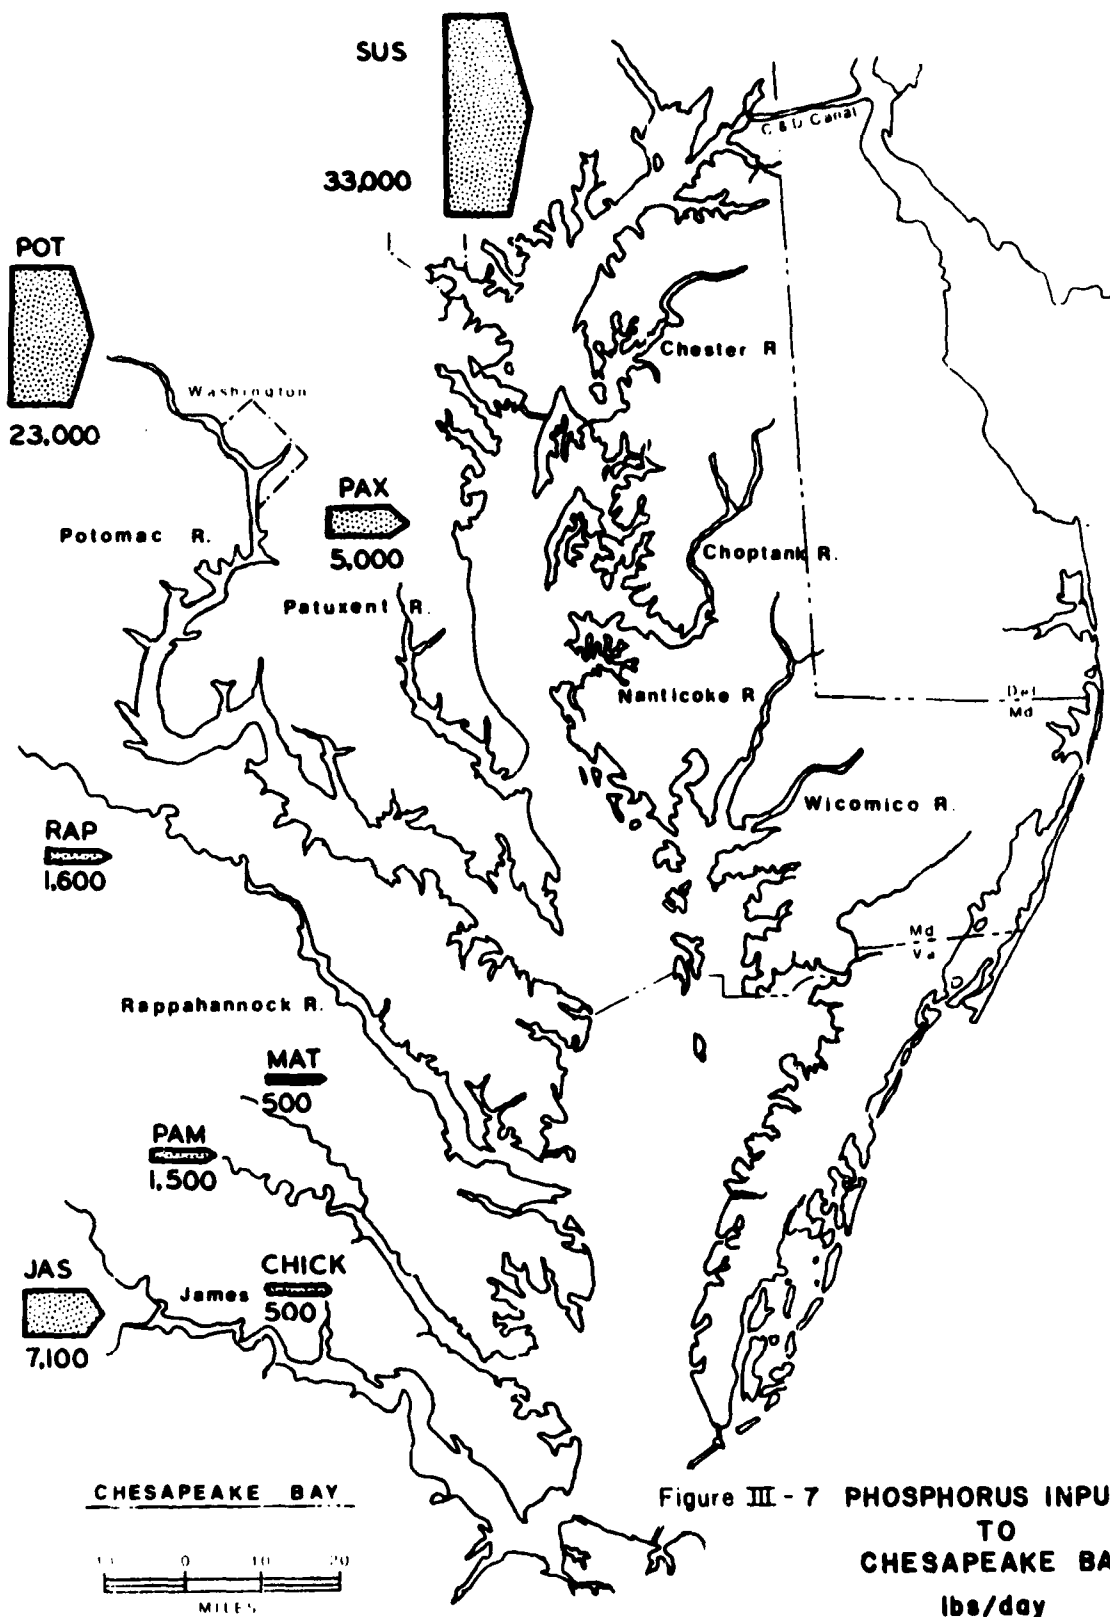 SUS
33,000
C & D Canal
POT
23,000
Washington
Chester R
PAX
5,000
Potomac R.
Choptank R.
Patuxent R.
Nanticoke R
Del
Md
Wicomico R.
RAP
1,600
Md
Va
Rappahannock R.
MAT
500
PAM
1,500
JAS
7,100
James
CHICK
500
CHESAPEAKE BAY
0 10 20
MILES
Figure III - 7 PHOSPHORUS INPU
TO
CHESAPEAKE BA
lbs/day